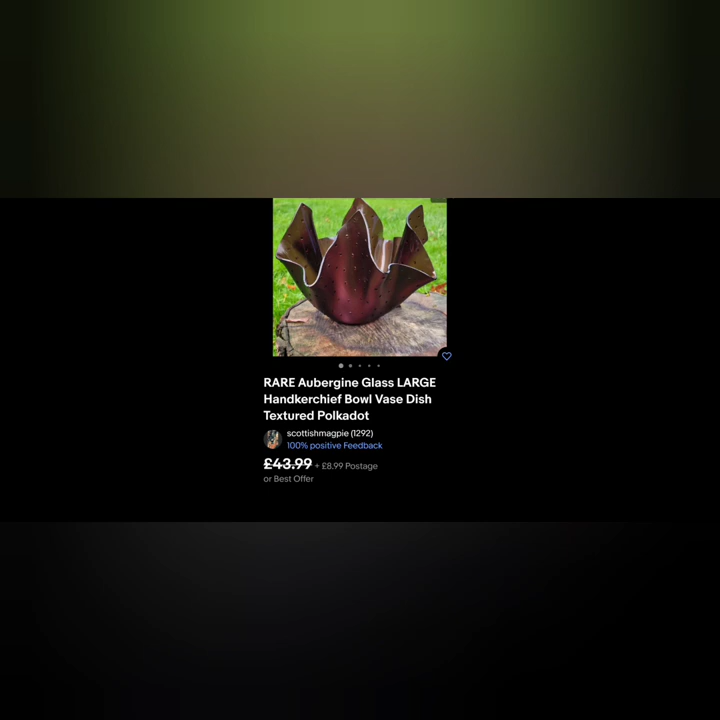 RARE Aubergine Glass LARGE
Handkerchief Bowl Vase Dish
Textured Polkadot
scottishmagpie (1292)
100% positive Feedback
£43.99 + £8.99 Postage
or Best Offer